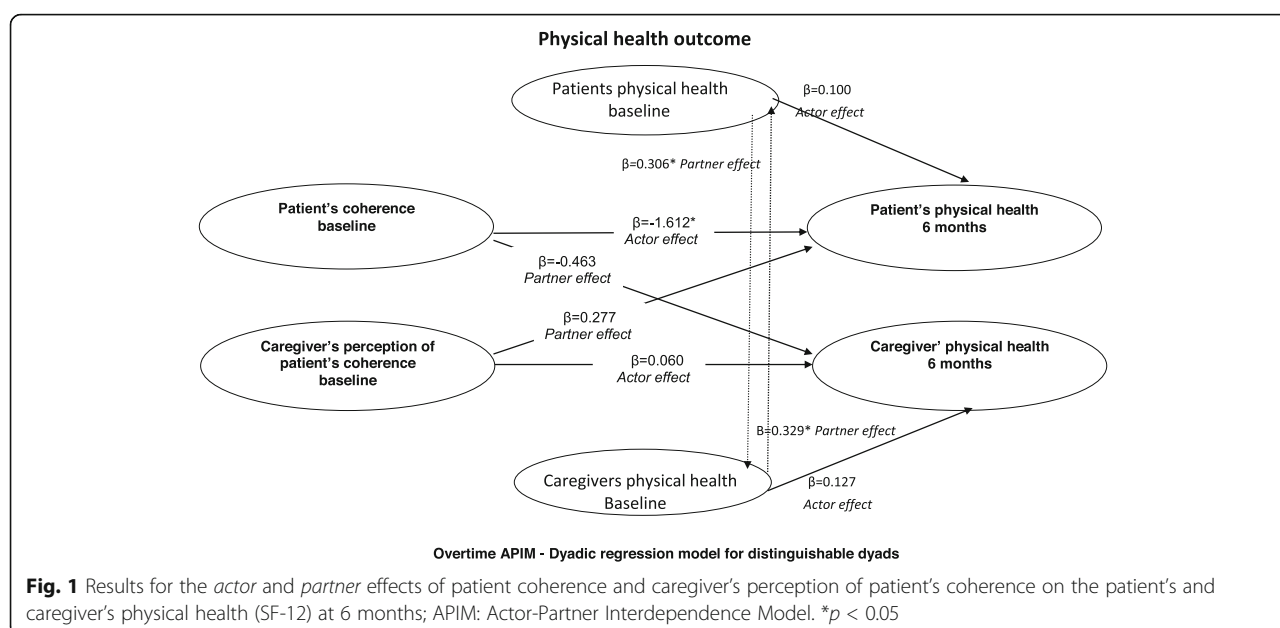 Physical health outcome
Patients physical health
baseline
β=0.100
Actor effect
β=0.306* Partner effect
Patient's coherence
baseline
β=-1.612*
Actor effect
Patient's physical health
6 months
β=-0.463
Partner effect
β=0.277
Partner effect
Caregiver's perception of
patient's coherence
baseline
β=0.060
Actor effect
Caregiver' physical health
6 months
B=0.329* Partner effect
Caregivers physical health
Baseline
β=0.127
Actor effect
Overtime APIM - Dyadic regression model for distinguishable dyads
Fig. 1 Results for the actor and partner effects of patient coherence and caregiver's perception of patient's coherence on the patient's and
caregiver's physical health (SF-12) at 6 months; APIM: Actor-Partner Interdependence Model. *p < 0.05